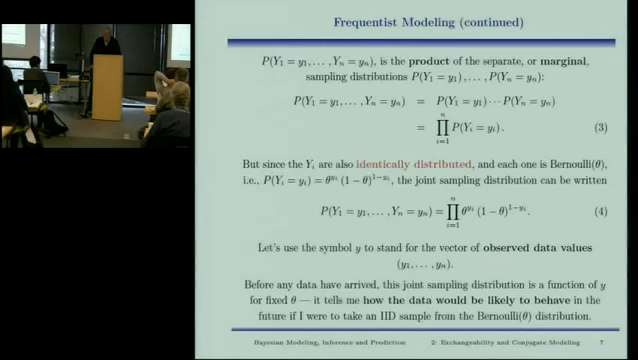 Frequentist Modeling (continued)
P(Y₁ = y₁, . . . , Yₙ = yₙ), is the product of the separate, or marginal,
sampling distributions P(Y₁ = y₁), . . . , P(Yₙ = yₙ):
P(Y₁ = y₁, . . . , Yₙ = yₙ) = P(Y₁ = y₁) · · · P(Yₙ = yₙ)
= ∏ⁿᵢ₌₁ P(Yᵢ = yᵢ). (3)
But since the Yᵢ are also identically distributed, and each one is Bernoulli(θ),
i.e., P(Yᵢ = yᵢ) = θ^{yᵢ} (1 − θ)^{1−yᵢ}, the joint sampling distribution can be written
P(Y₁ = y₁, . . . , Yₙ = yₙ) = ∏ⁿᵢ₌₁ θ^{yᵢ} (1 − θ)^{1−yᵢ}. (4)
Let's use the symbol y to stand for the vector of observed data values
(y₁, . . . , yₙ).
Before any data have arrived, this joint sampling distribution is a function of y
for fixed θ — it tells me how the data would be likely to behave in the
future if I were to take an IID sample from the Bernoulli(θ) distribution.
Bayesian Modeling, Inference and Prediction 2: Exchangeability and Conjugate Modeling 7